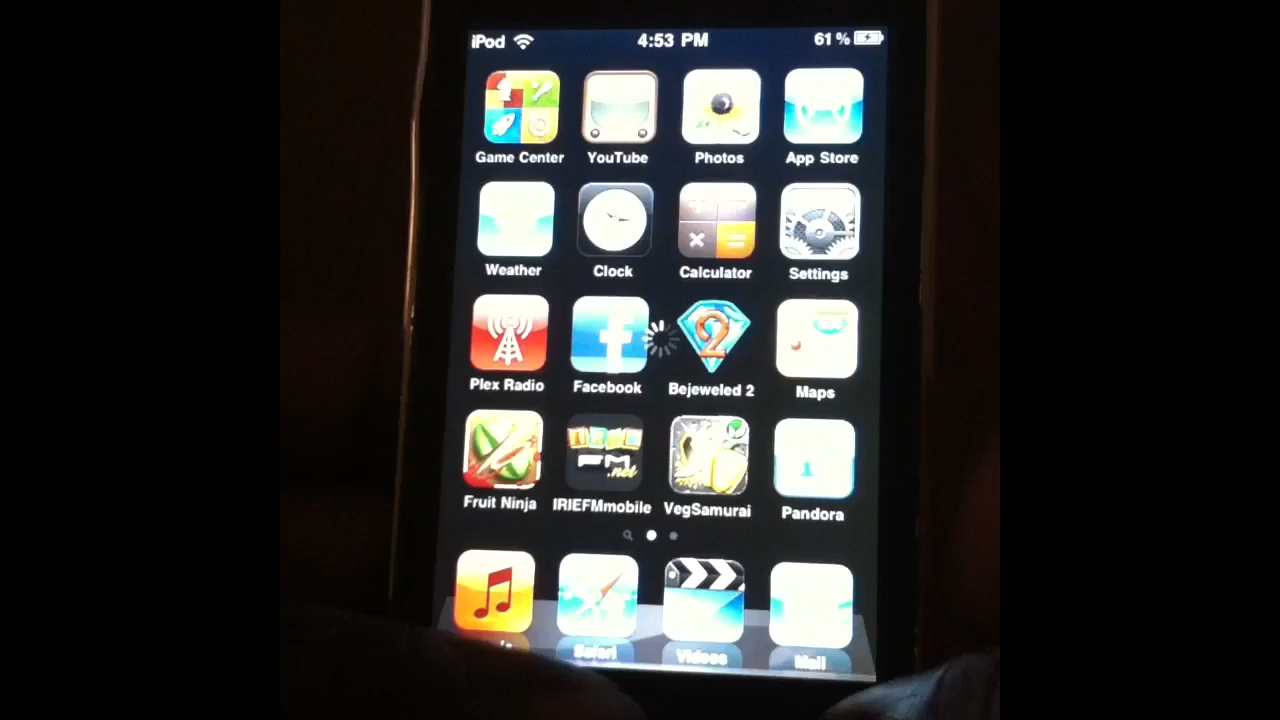 iPod 4:53 PM 61 %
Game Center YouTube Photos App Store
Weather Clock Calculator Settings
Plex Radio Facebook Bejeweled 2 Maps
Fruit Ninja IRIEFMmobile VegSamurai Pandora
Safari Videos Mail